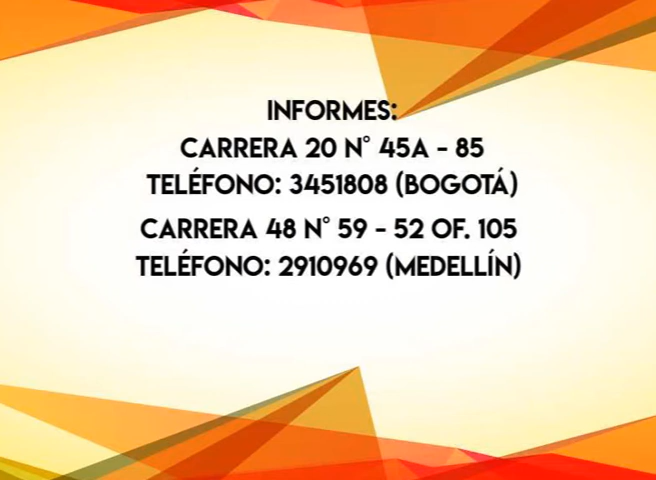 INFORMES:
CARRERA 20 N° 45A - 85
TELÉFONO: 3451808 (BOGOTÁ)
CARRERA 48 N° 59 - 52 OF. 105
TELÉFONO: 2910969 (MEDELLÍN)